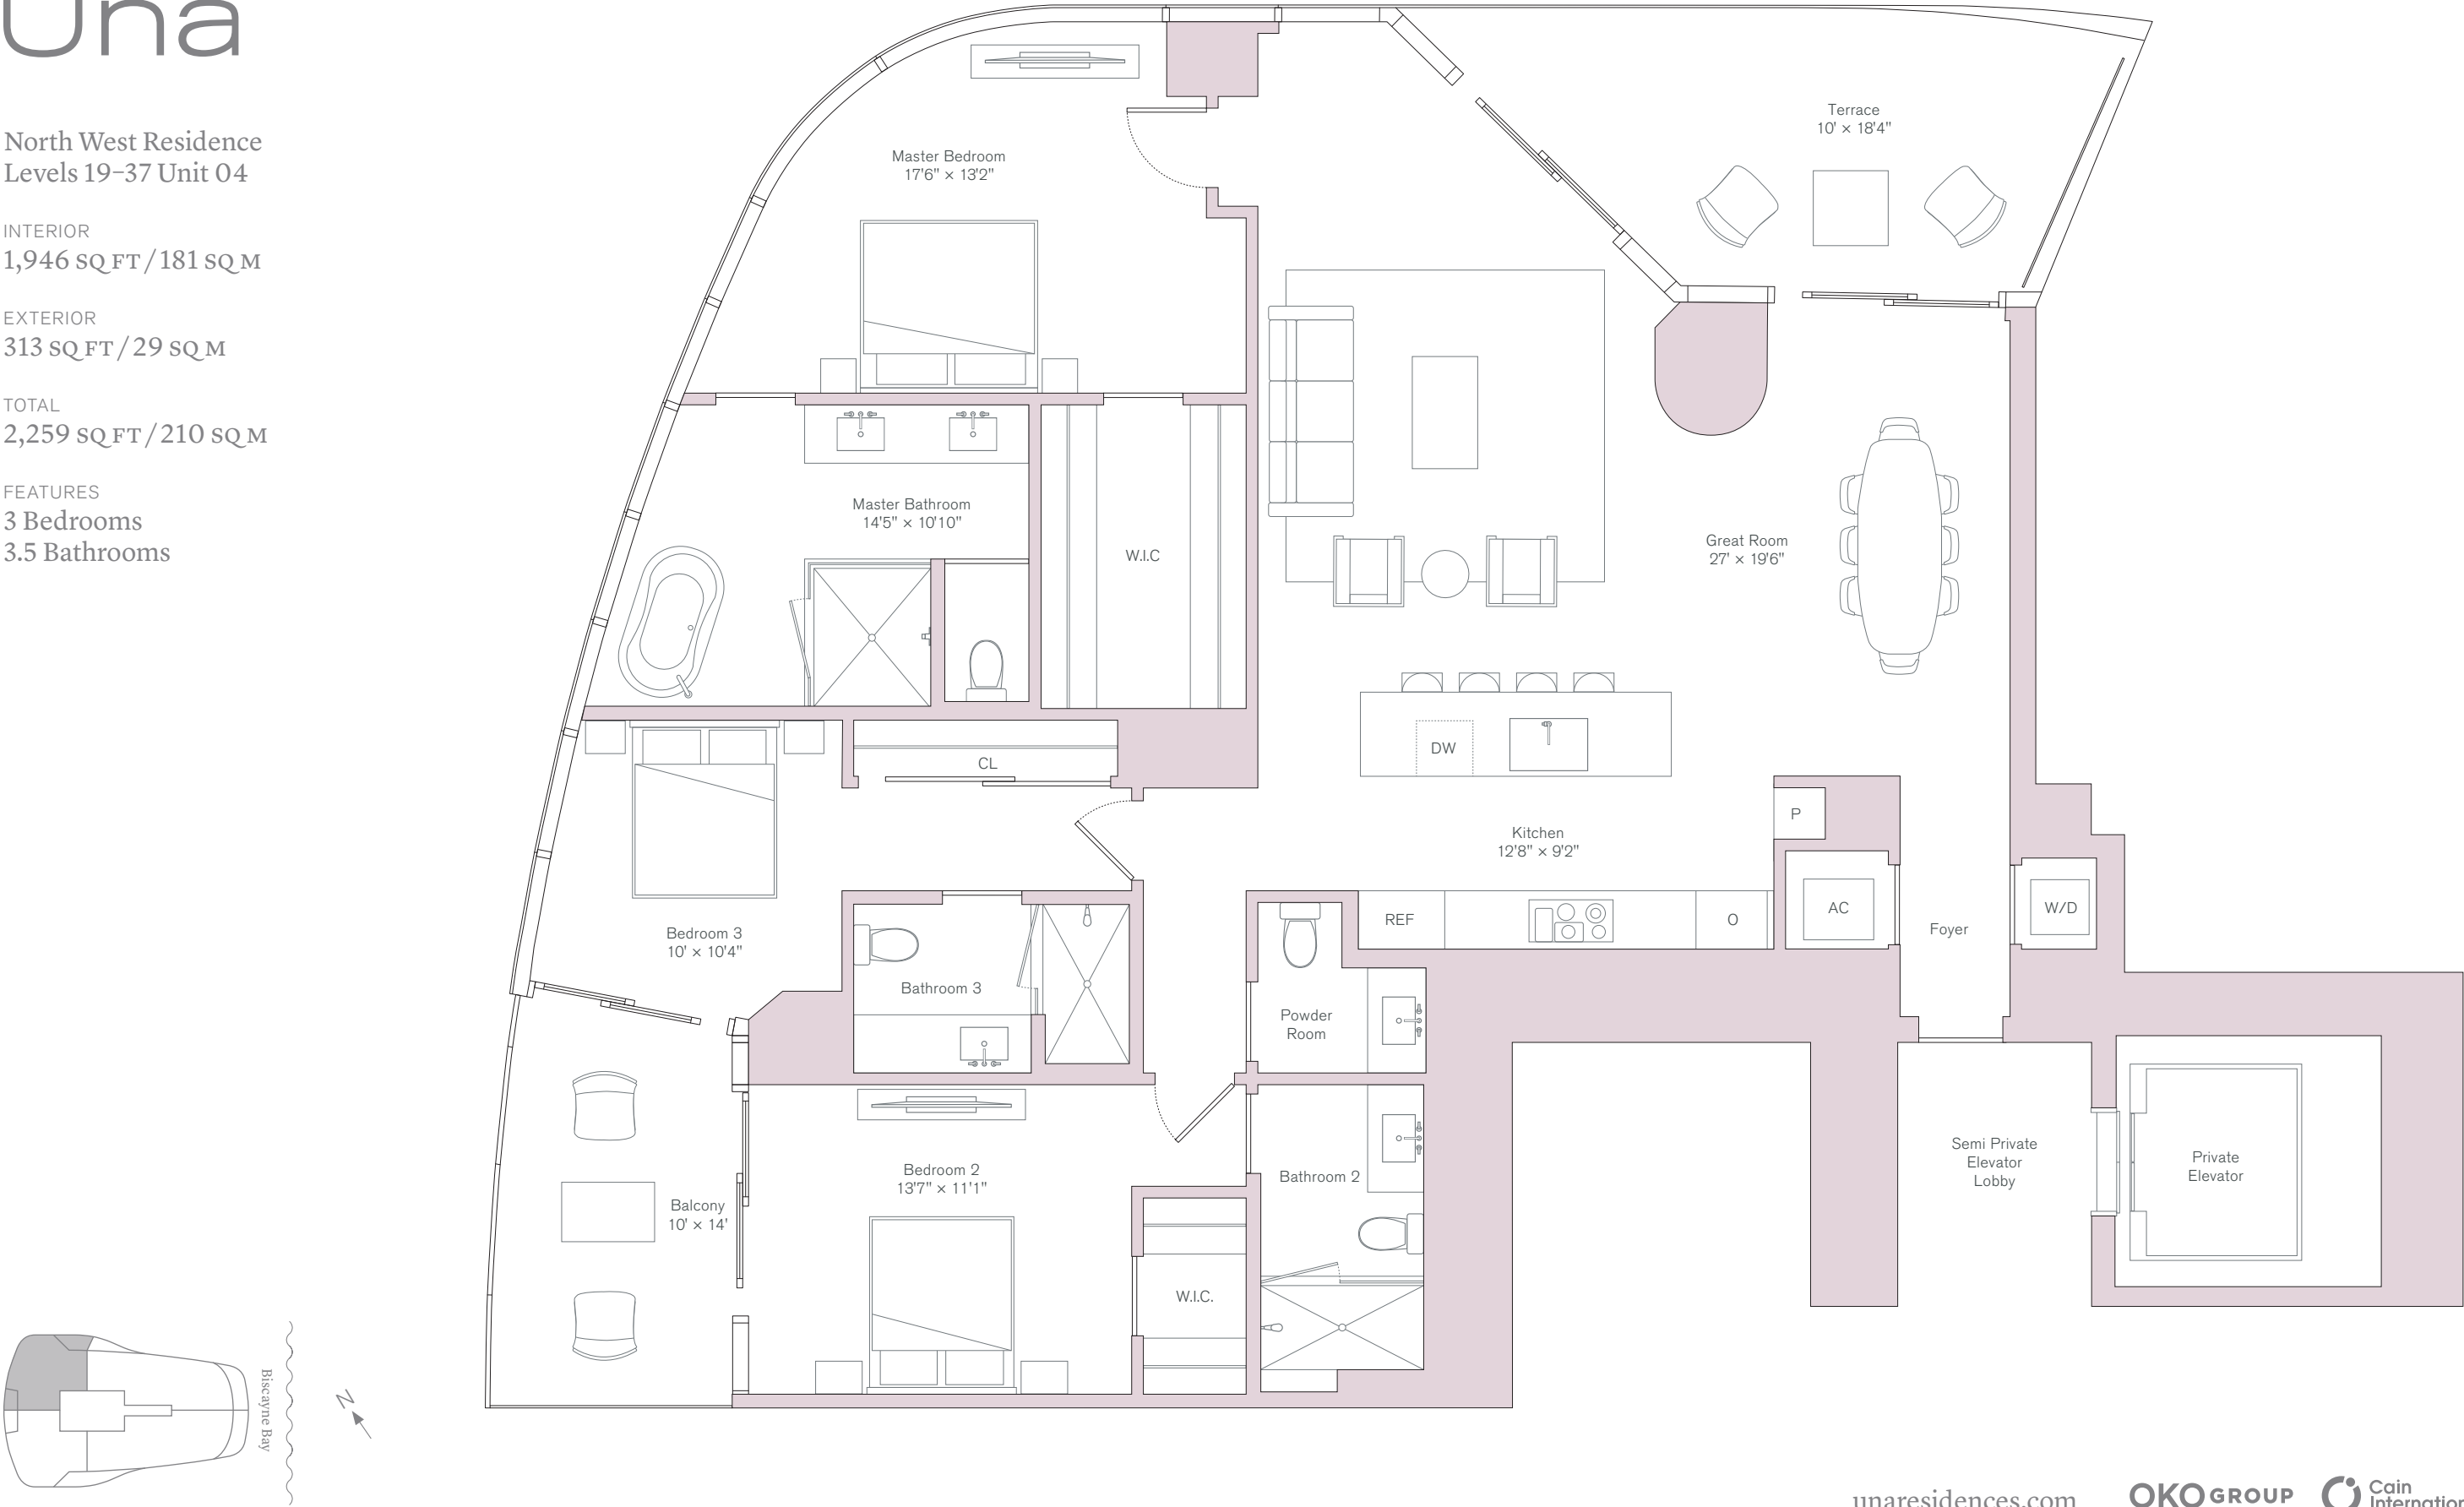 Una
North West Residence
Levels 19–37 Unit 04
INTERIOR
1,946 SQ FT / 181 SQ M
EXTERIOR
313 SQ FT / 29 SQ M
TOTAL
2,259 SQ FT / 210 SQ M
FEATURES
3 Bedrooms
3.5 Bathrooms
Terrace
10' × 18'4"
Master Bedroom
17'6" × 13'2"
Master Bathroom
14'5" × 10'10"
W.I.C
Great Room
27' × 19'6"
DW
CL
P
Kitchen
12'8" × 9'2"
REF
O
AC
W/D
Foyer
Bedroom 3
10' × 10'4"
Bathroom 3
Powder
Room
Semi Private
Elevator
Lobby
Private
Elevator
Bedroom 2
13'7" × 11'1"
Bathroom 2
Balcony
10' × 14'
W.I.C.
Biscayne Bay
N
unaresidences.com
OKO GROUP
Cain
International